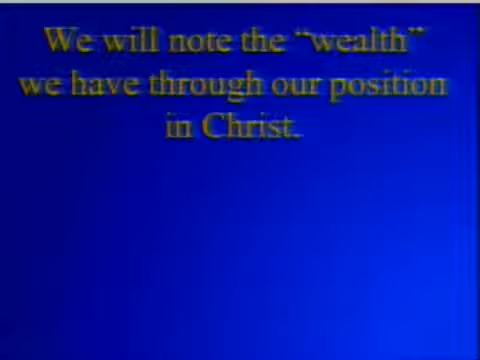 We will note the “wealth”
we have through our position
in Christ.